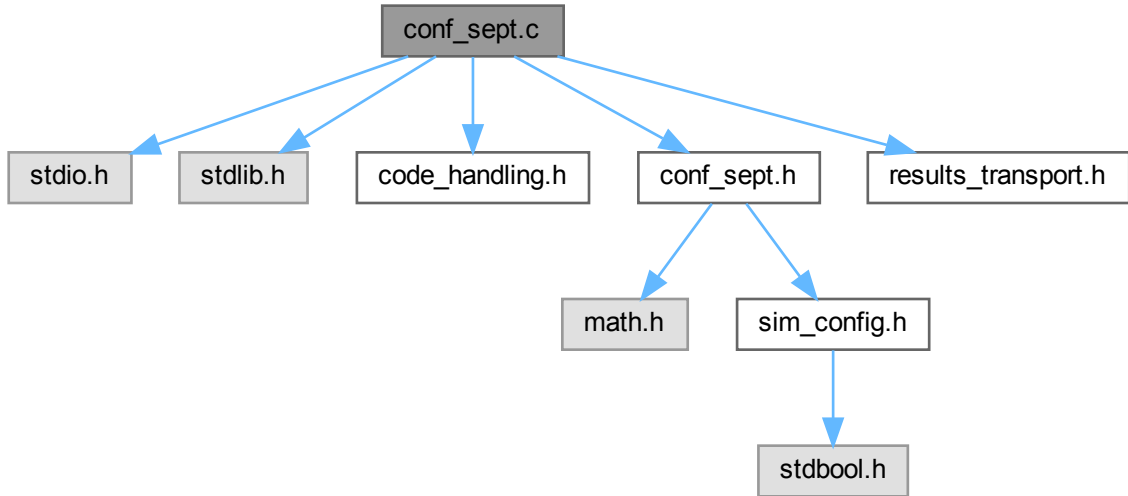 conf_sept.c
stdio.h
stdlib.h
code_handling.h
conf_sept.h
results_transport.h
math.h
sim_config.h
stdbool.h